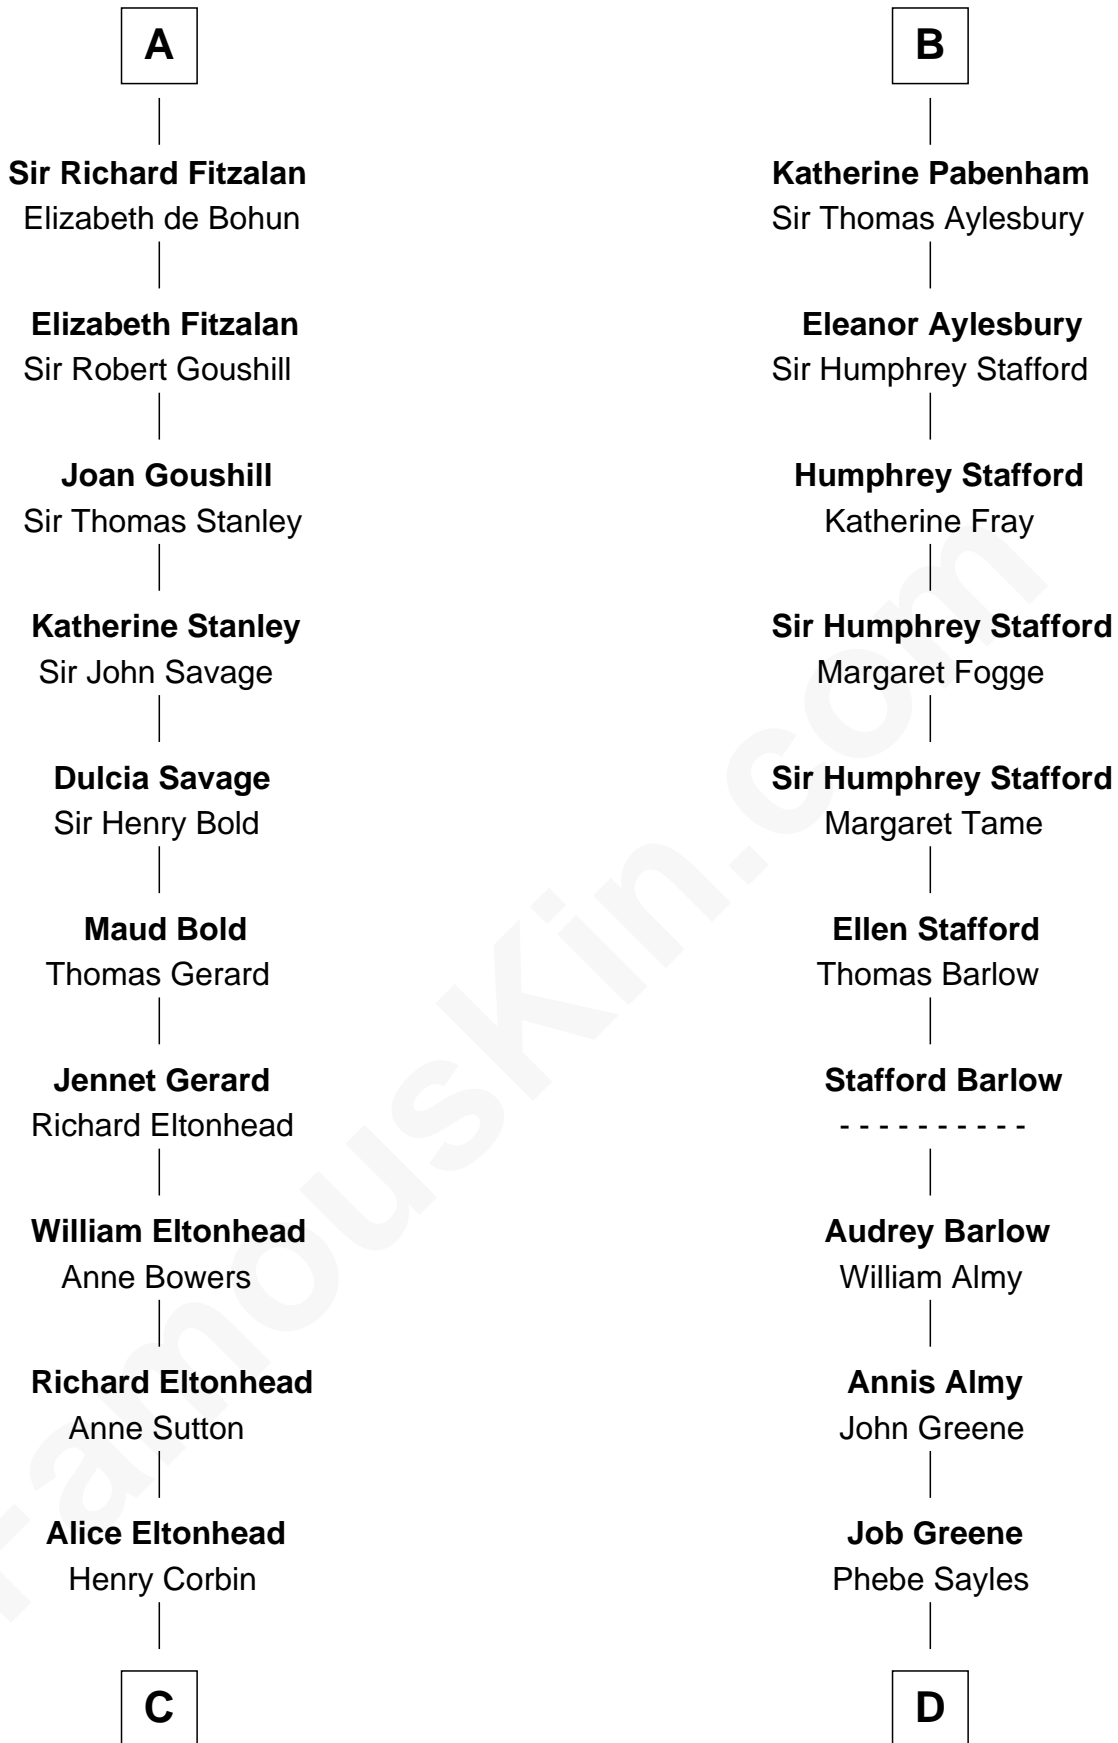 A
Sir Richard Fitzalan
Elizabeth de Bohun
Elizabeth Fitzalan
Sir Robert Goushill
Joan Goushill
Sir Thomas Stanley
Katherine Stanley
Sir John Savage
Dulcia Savage
Sir Henry Bold
Maud Bold
Thomas Gerard
Jennet Gerard
Richard Eltonhead
William Eltonhead
Anne Bowers
Richard Eltonhead
Anne Sutton
Alice Eltonhead
Henry Corbin
C
B
Katherine Pabenham
Sir Thomas Aylesbury
Eleanor Aylesbury
Sir Humphrey Stafford
Humphrey Stafford
Katherine Fray
Sir Humphrey Stafford
Margaret Fogge
Sir Humphrey Stafford
Margaret Tame
Ellen Stafford
Thomas Barlow
Stafford Barlow
- - - - - - - - - -
Audrey Barlow
William Almy
Annis Almy
John Greene
Job Greene
Phebe Sayles
D
FamousKin.com